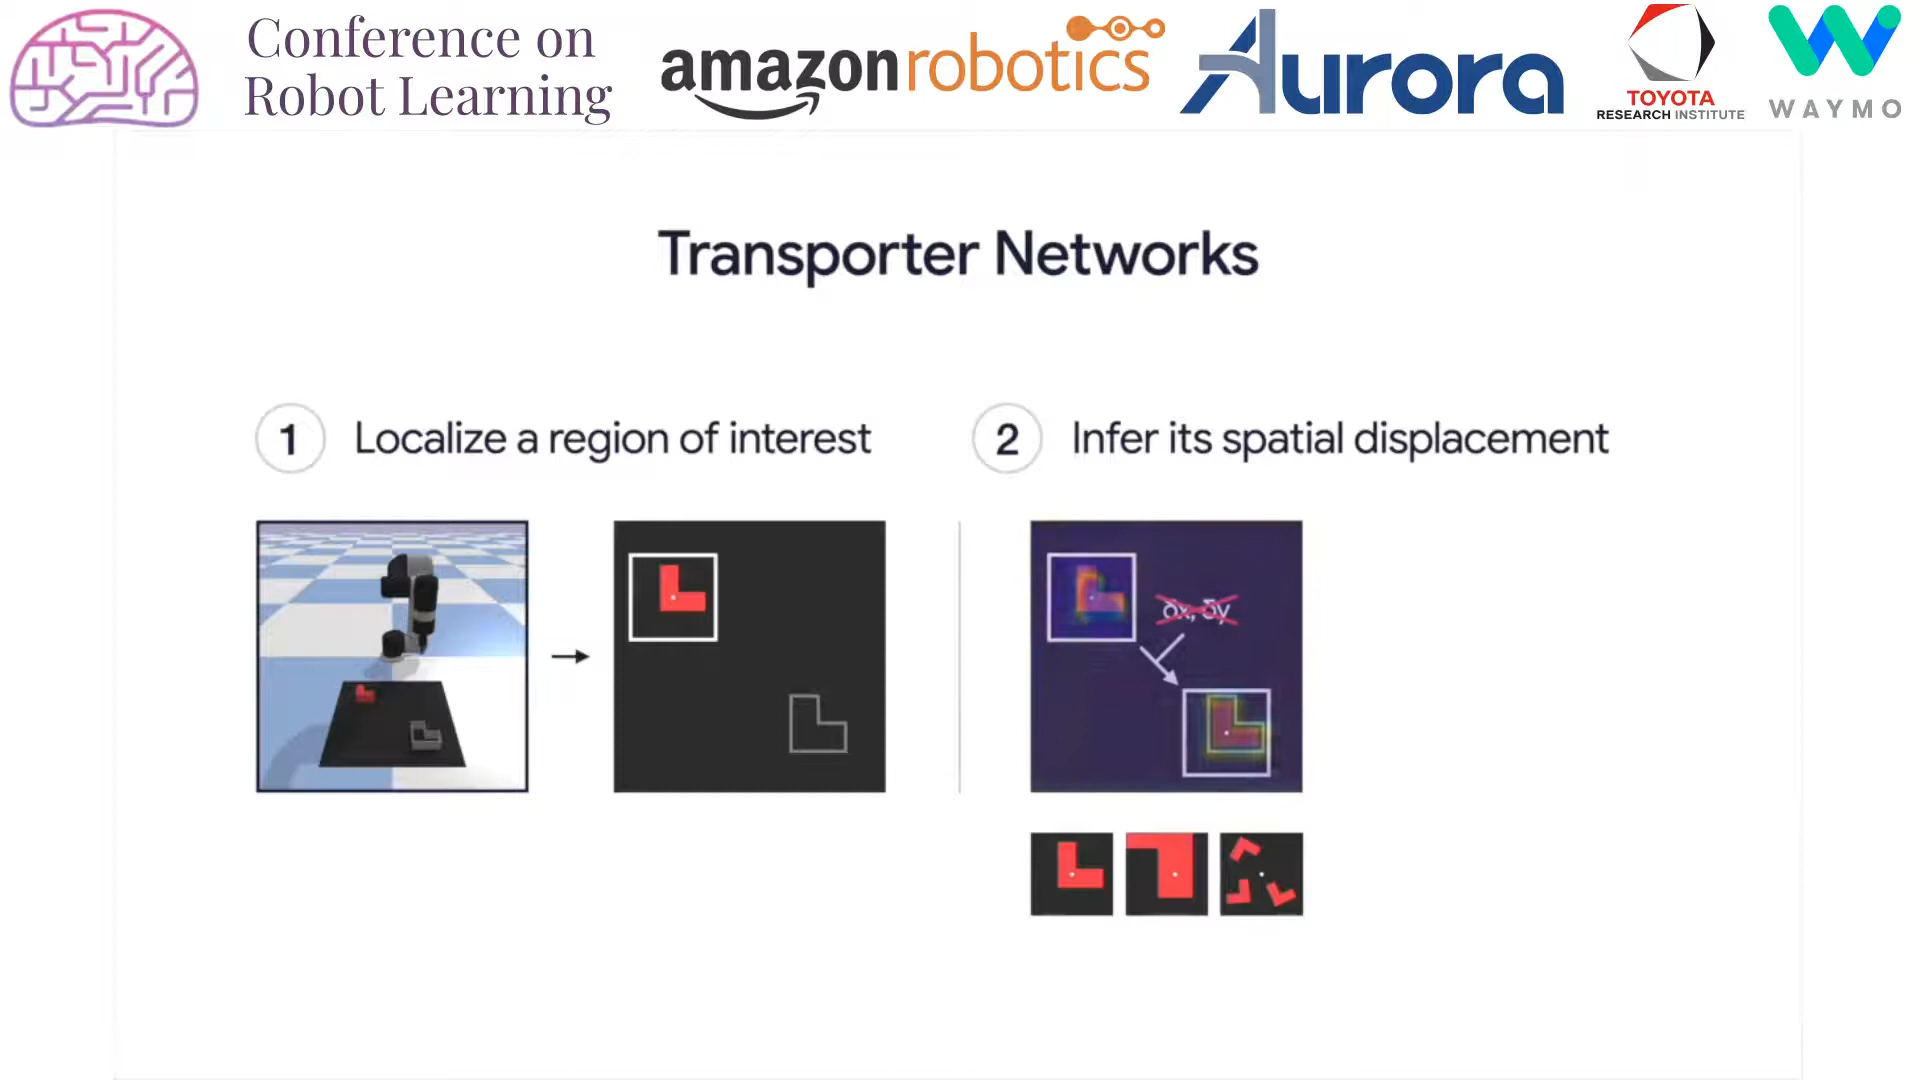 Conference on
Robot Learning
amazon robotics
Aurora
TOYOTA
RESEARCH INSTITUTE
WAYMO
Transporter Networks
1 Localize a region of interest
2 Infer its spatial displacement
δx, δy